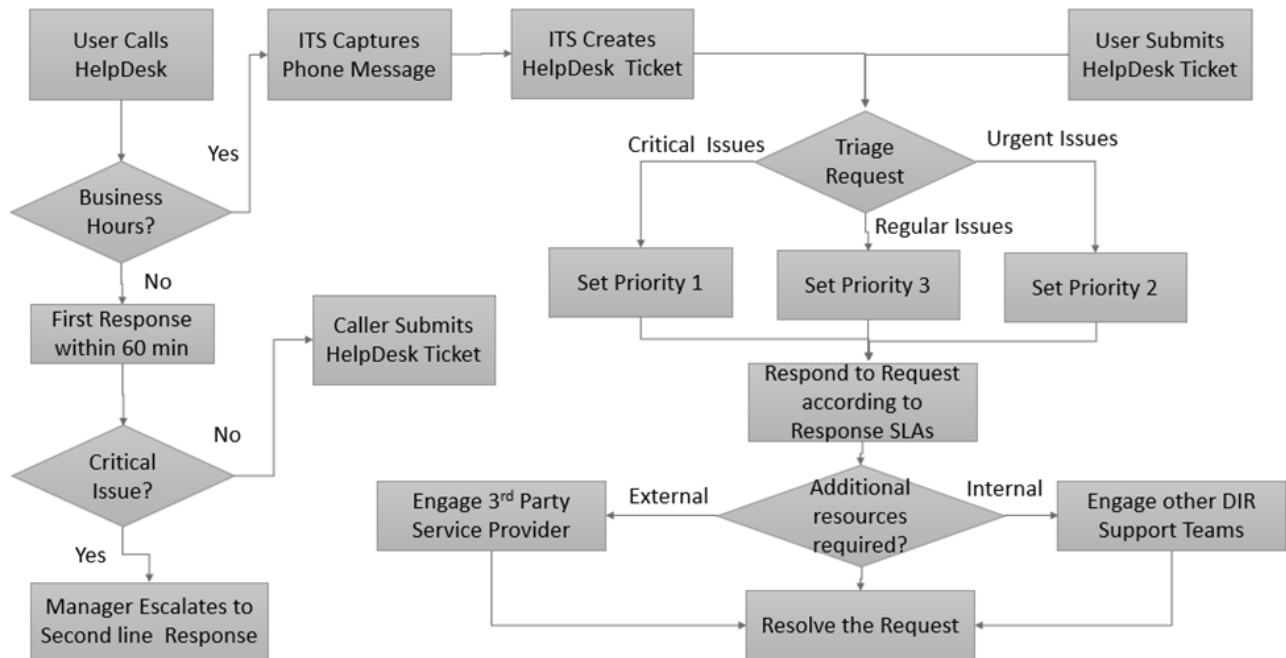 User Calls
HelpDesk
ITS Captures
Phone Message
ITS Creates
HelpDesk Ticket
User Submits
HelpDesk Ticket
Yes
Critical Issues
Triage
Request
Urgent Issues
Business
Hours?
Regular Issues
No
Set Priority 1
Set Priority 3
Set Priority 2
First Response
within 60 min
Caller Submits
HelpDesk Ticket
Respond to Request
according to
Response SLAs
No
Critical
Issue?
Engage 3rd Party
Service Provider
External
Additional
resources
required?
Internal
Engage other DIR
Support Teams
Yes
Manager Escalates to
Second line Response
Resolve the Request